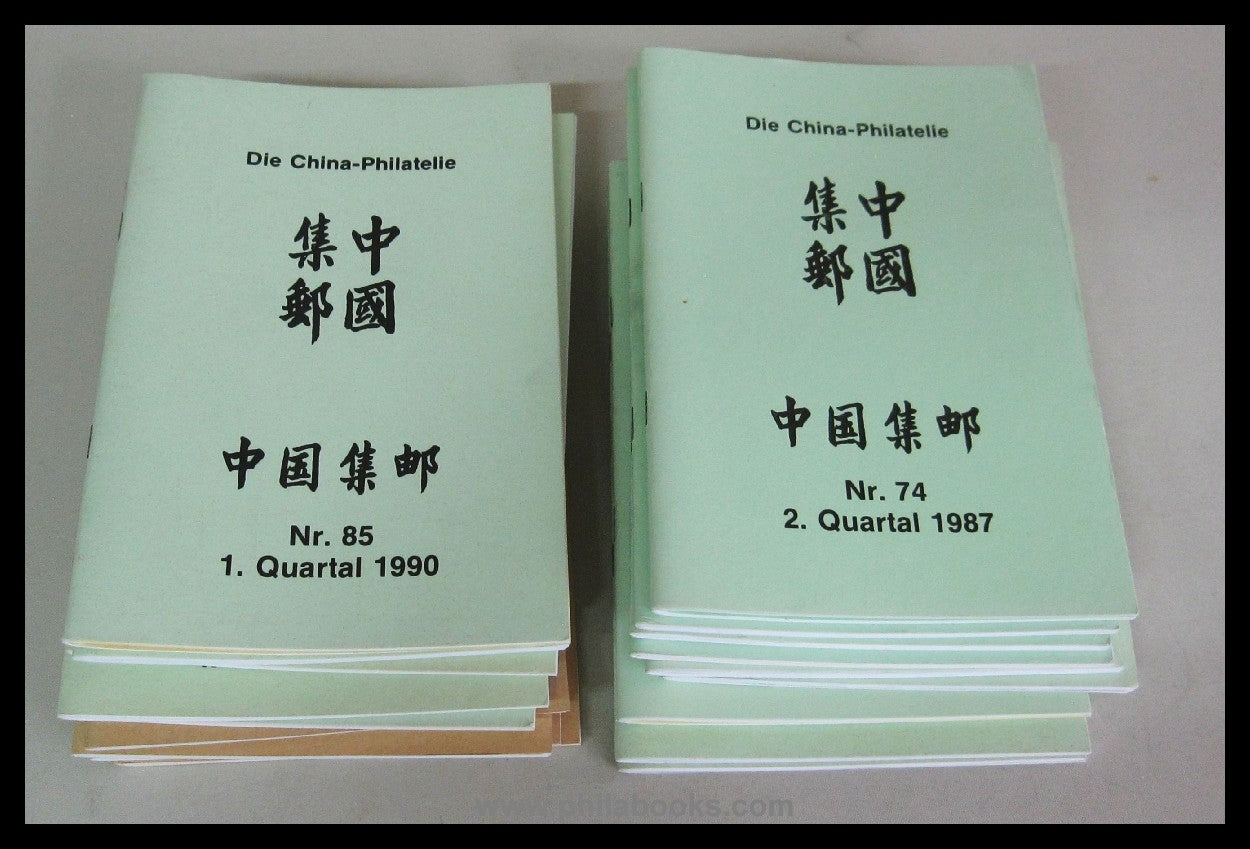 Die China-Philatelie
集中
郵國
中国集邮
Nr. 85
1. Quartal 1990
Die China-Philatelie
集中
郵國
中国集邮
Nr. 74
2. Quartal 1987
www.philabooks.com